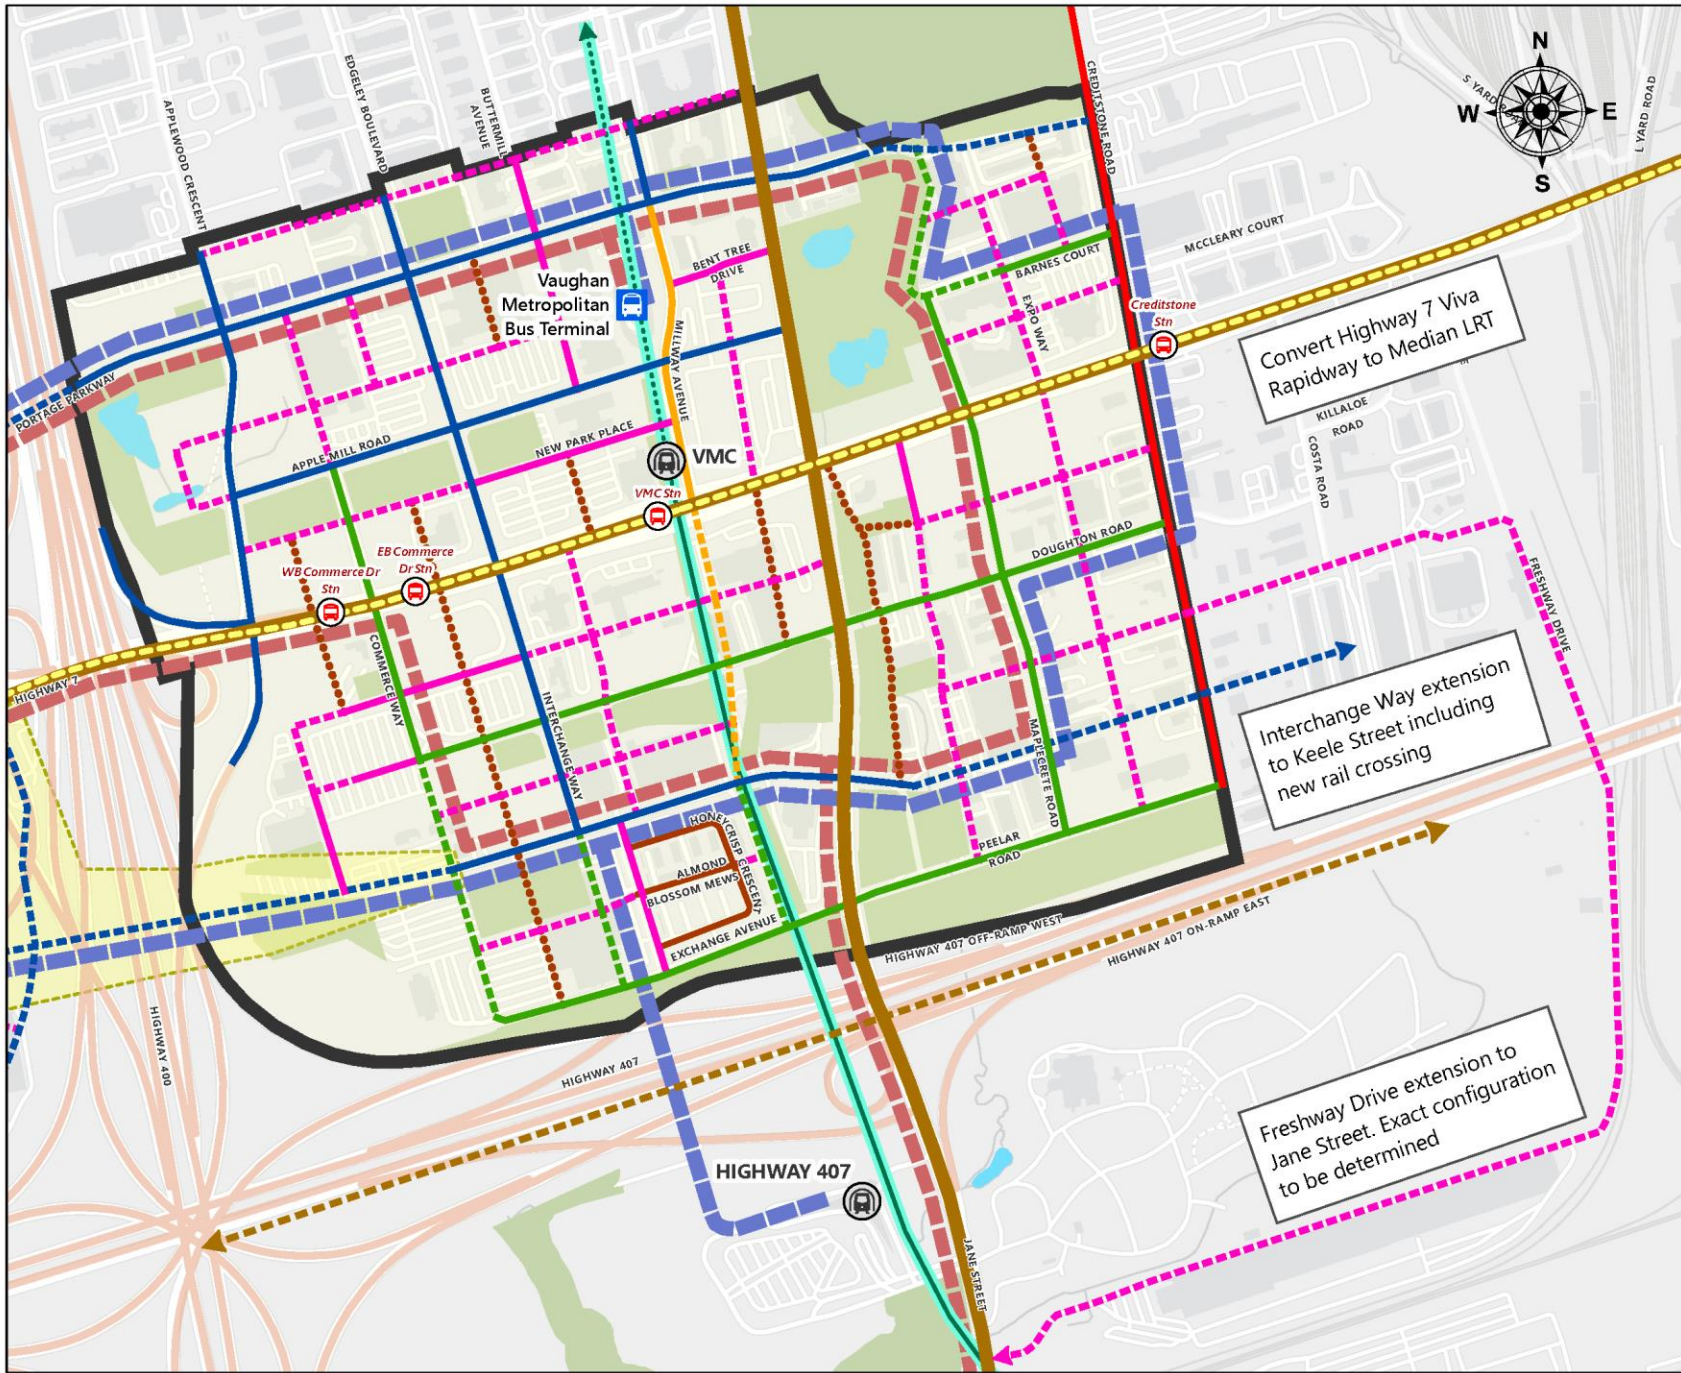 N
W
E
S
S YARD ROAD
L YARD ROAD
CREDITSTONE ROAD
APPLEWOOD CRESCENT
EDGELEY BOULEVARD
BUTTERMILL
AVENUE
MCCLEARY COURT
BENT TREE
DRIVE
BARNES COURT
EXPO WAY
Vaughan
Metropolitan
Bus Terminal
MILLWAY AVENUE
Creditstone
Stn
Convert Highway 7 Viva
Rapidway to Median LRT
PORTAGE PARKWAY
KILLALOE
ROAD
COSTA ROAD
APPLE MILL ROAD
NEW PARK PLACE
VMC
VMC Stn
DOUGHTON ROAD
EB Commerce
Dr Stn
WB Commerce Dr
Stn
FRESHWAY DRIVE
HIGHWAY 7
COMMERCE WAY
INTERCHANGE WAY
MAPLECRETE ROAD
Interchange Way extension
to Keele Street including
new rail crossing
HONEYCRISP CRESCENT
ALMOND
BLOSSOM MEWS
EXCHANGE AVENUE
PEELAR
ROAD
HIGHWAY 407 OFF-RAMP WEST
HIGHWAY 407 ON-RAMP EAST
HIGHWAY 400
HIGHWAY 407
Freshway Drive extension to
Jane Street. Exact configuration
to be determined
HIGHWAY 407
JANE STREET